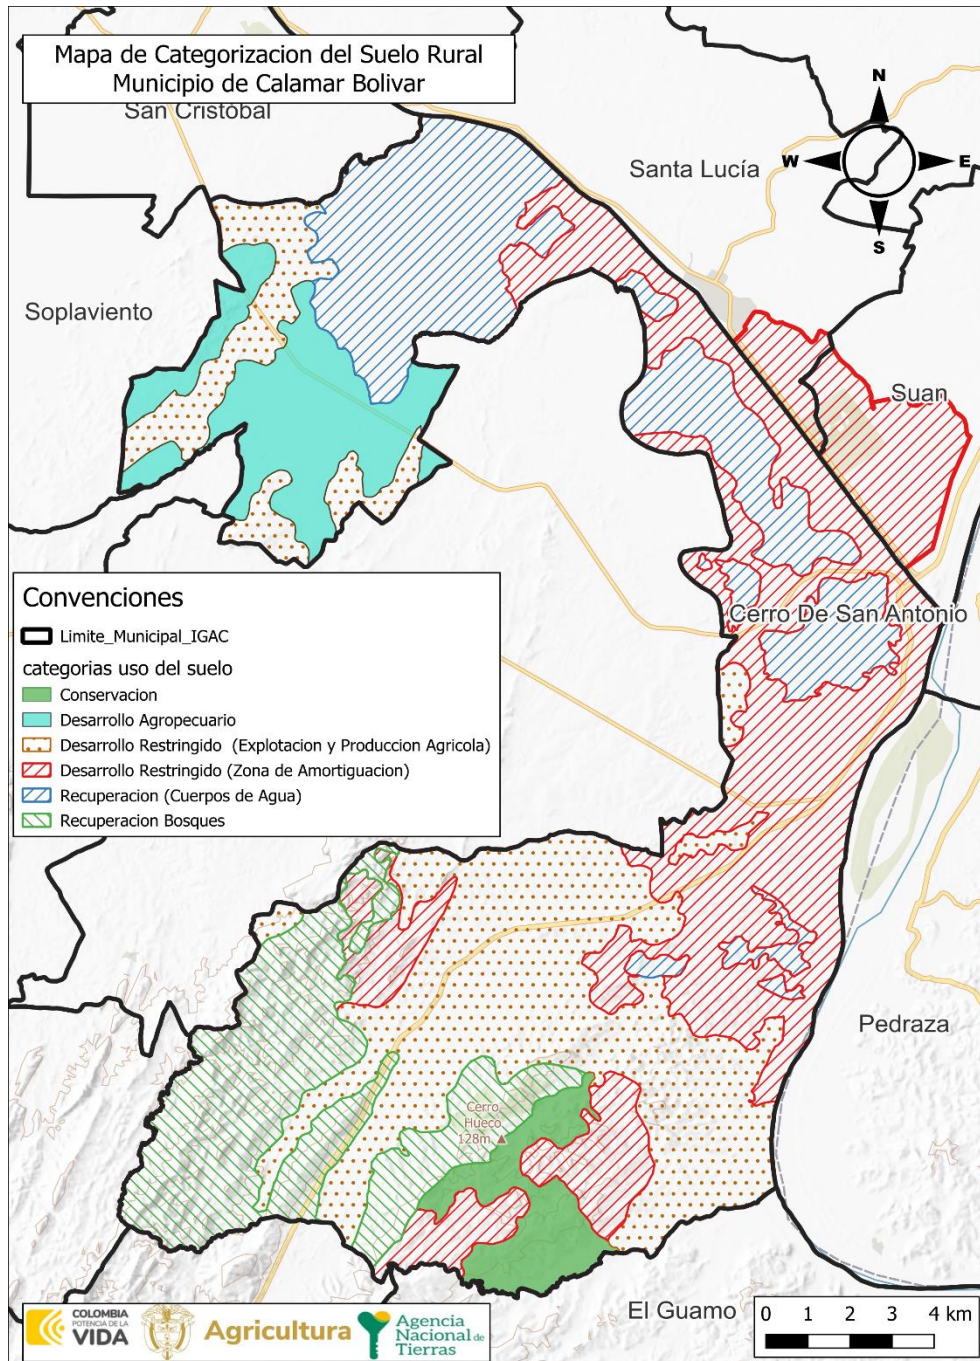 Mapa de Categorizacion del Suelo Rural
Municipio de Calamar Bolivar
San Cristóbal
N
W
E
S
Santa Lucía
Soplaviento
Suan
Cerro De San Antonio
Convenciones
Limite_Municipal_IGAC
categorias uso del suelo
Conservacion
Desarrollo Agropecuario
Desarrollo Restringido (Explotacion y Produccion Agricola)
Desarrollo Restringido (Zona de Amortiguacion)
Recuperacion (Cuerpos de Agua)
Recuperacion Bosques
Pedraza
Cerro
Hueco
128m
El Guamo
0 1 2 3 4 km
COLOMBIA
POTENCIA DE LA
VIDA
Agricultura
Agencia
Nacional de
Tierras